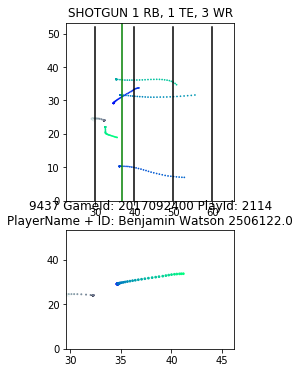 SHOTGUN 1 RB, 1 TE, 3 WR
50
40
30
20
10
0
30 40 50 60
9437 GameId: 2017092400 PlayId: 2114
PlayerName + ID: Benjamin Watson 2506122.0
40
20
0
30 35 40 45